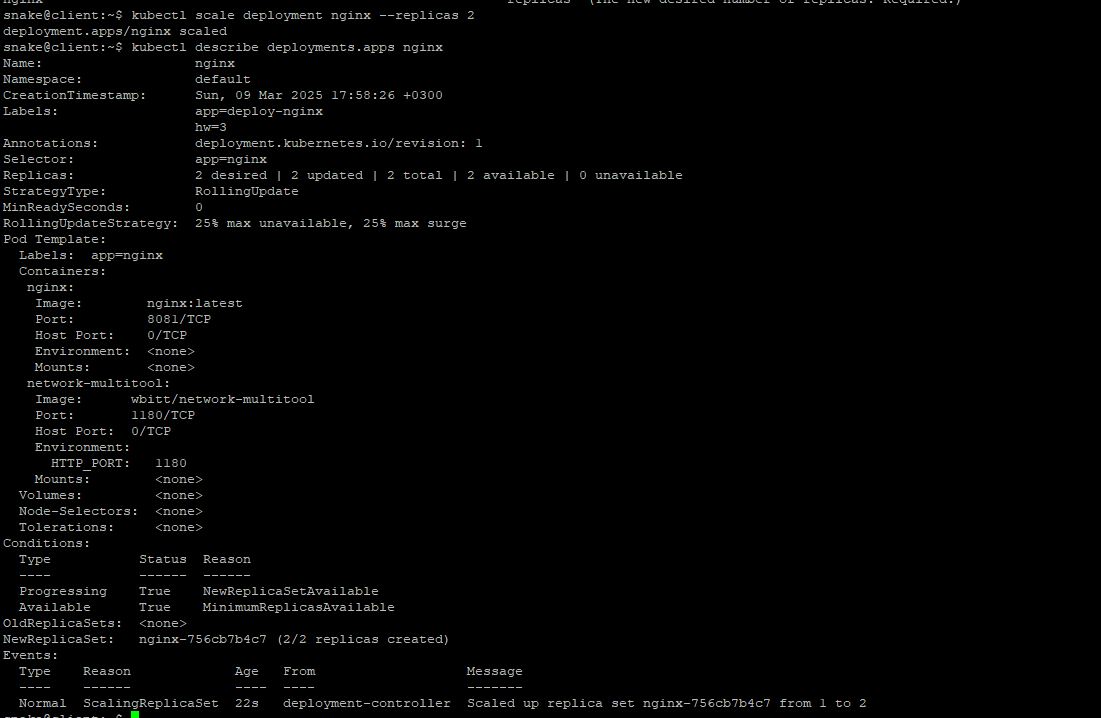 nginx                                                          replicas  (The new desired number of replicas. Required.)
snake@client:~$ kubectl scale deployment nginx --replicas 2
deployment.apps/nginx scaled
snake@client:~$ kubectl describe deployments.apps nginx
Name:                   nginx
Namespace:              default
CreationTimestamp:      Sun, 09 Mar 2025 17:58:26 +0300
Labels:                 app=deploy-nginx
                        hw=3
Annotations:            deployment.kubernetes.io/revision: 1
Selector:               app=nginx
Replicas:               2 desired | 2 updated | 2 total | 2 available | 0 unavailable
StrategyType:           RollingUpdate
MinReadySeconds:        0
RollingUpdateStrategy:  25% max unavailable, 25% max surge
Pod Template:
  Labels:  app=nginx
  Containers:
   nginx:
    Image:        nginx:latest
    Port:         8081/TCP
    Host Port:    0/TCP
    Environment:  <none>
    Mounts:       <none>
   network-multitool:
    Image:      wbitt/network-multitool
    Port:       1180/TCP
    Host Port:  0/TCP
    Environment:
      HTTP_PORT:   1180
    Mounts:        <none>
  Volumes:         <none>
  Node-Selectors:  <none>
  Tolerations:     <none>
Conditions:
  Type           Status  Reason
  ----           ------  ------
  Progressing    True    NewReplicaSetAvailable
  Available      True    MinimumReplicasAvailable
OldReplicaSets:  <none>
NewReplicaSet:   nginx-756cb7b4c7 (2/2 replicas created)
Events:
  Type    Reason             Age   From                   Message
  ----    ------             ----  ----                   -------
  Normal  ScalingReplicaSet  22s   deployment-controller  Scaled up replica set nginx-756cb7b4c7 from 1 to 2
snake@client:~$